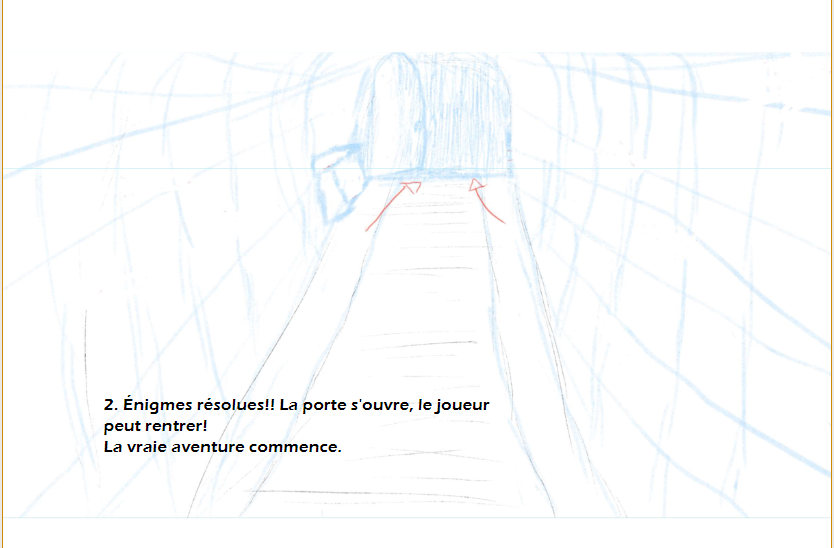 2. Énigmes résolues!! La porte s'ouvre, le joueur
peut rentrer!
La vraie aventure commence.